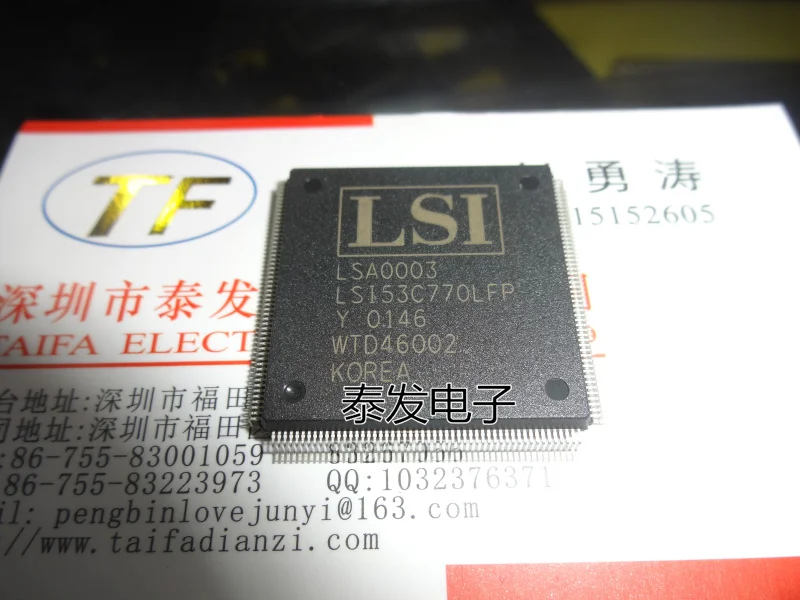 TF
勇涛
15152605
深圳市泰发
TAIFA ELECT
LSI
LSA0003
LSI53C770LFP
Y 0146
WTD46002
KOREA
泰发电子
台地址:深圳市福田
司地址:深圳市福田
:86-755-83001059 83267055
:86-755-83223973 QQ:1032376371
il: pengbinlovejunyi@163.com
//www.taifadianzi.com